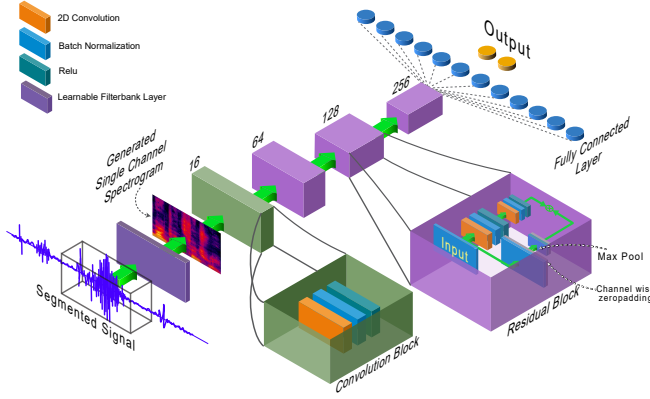 2D Convolution
Batch Normalization
Relu
Learnable Filterbank Layer
Output
256
128
64
16
Generated
Single Channel
Spectrogram
Fully Connected
Layer
Input
Max Pool
Channel wis
zeropadding
Segmented Signal
Convolution Block
Residual Block